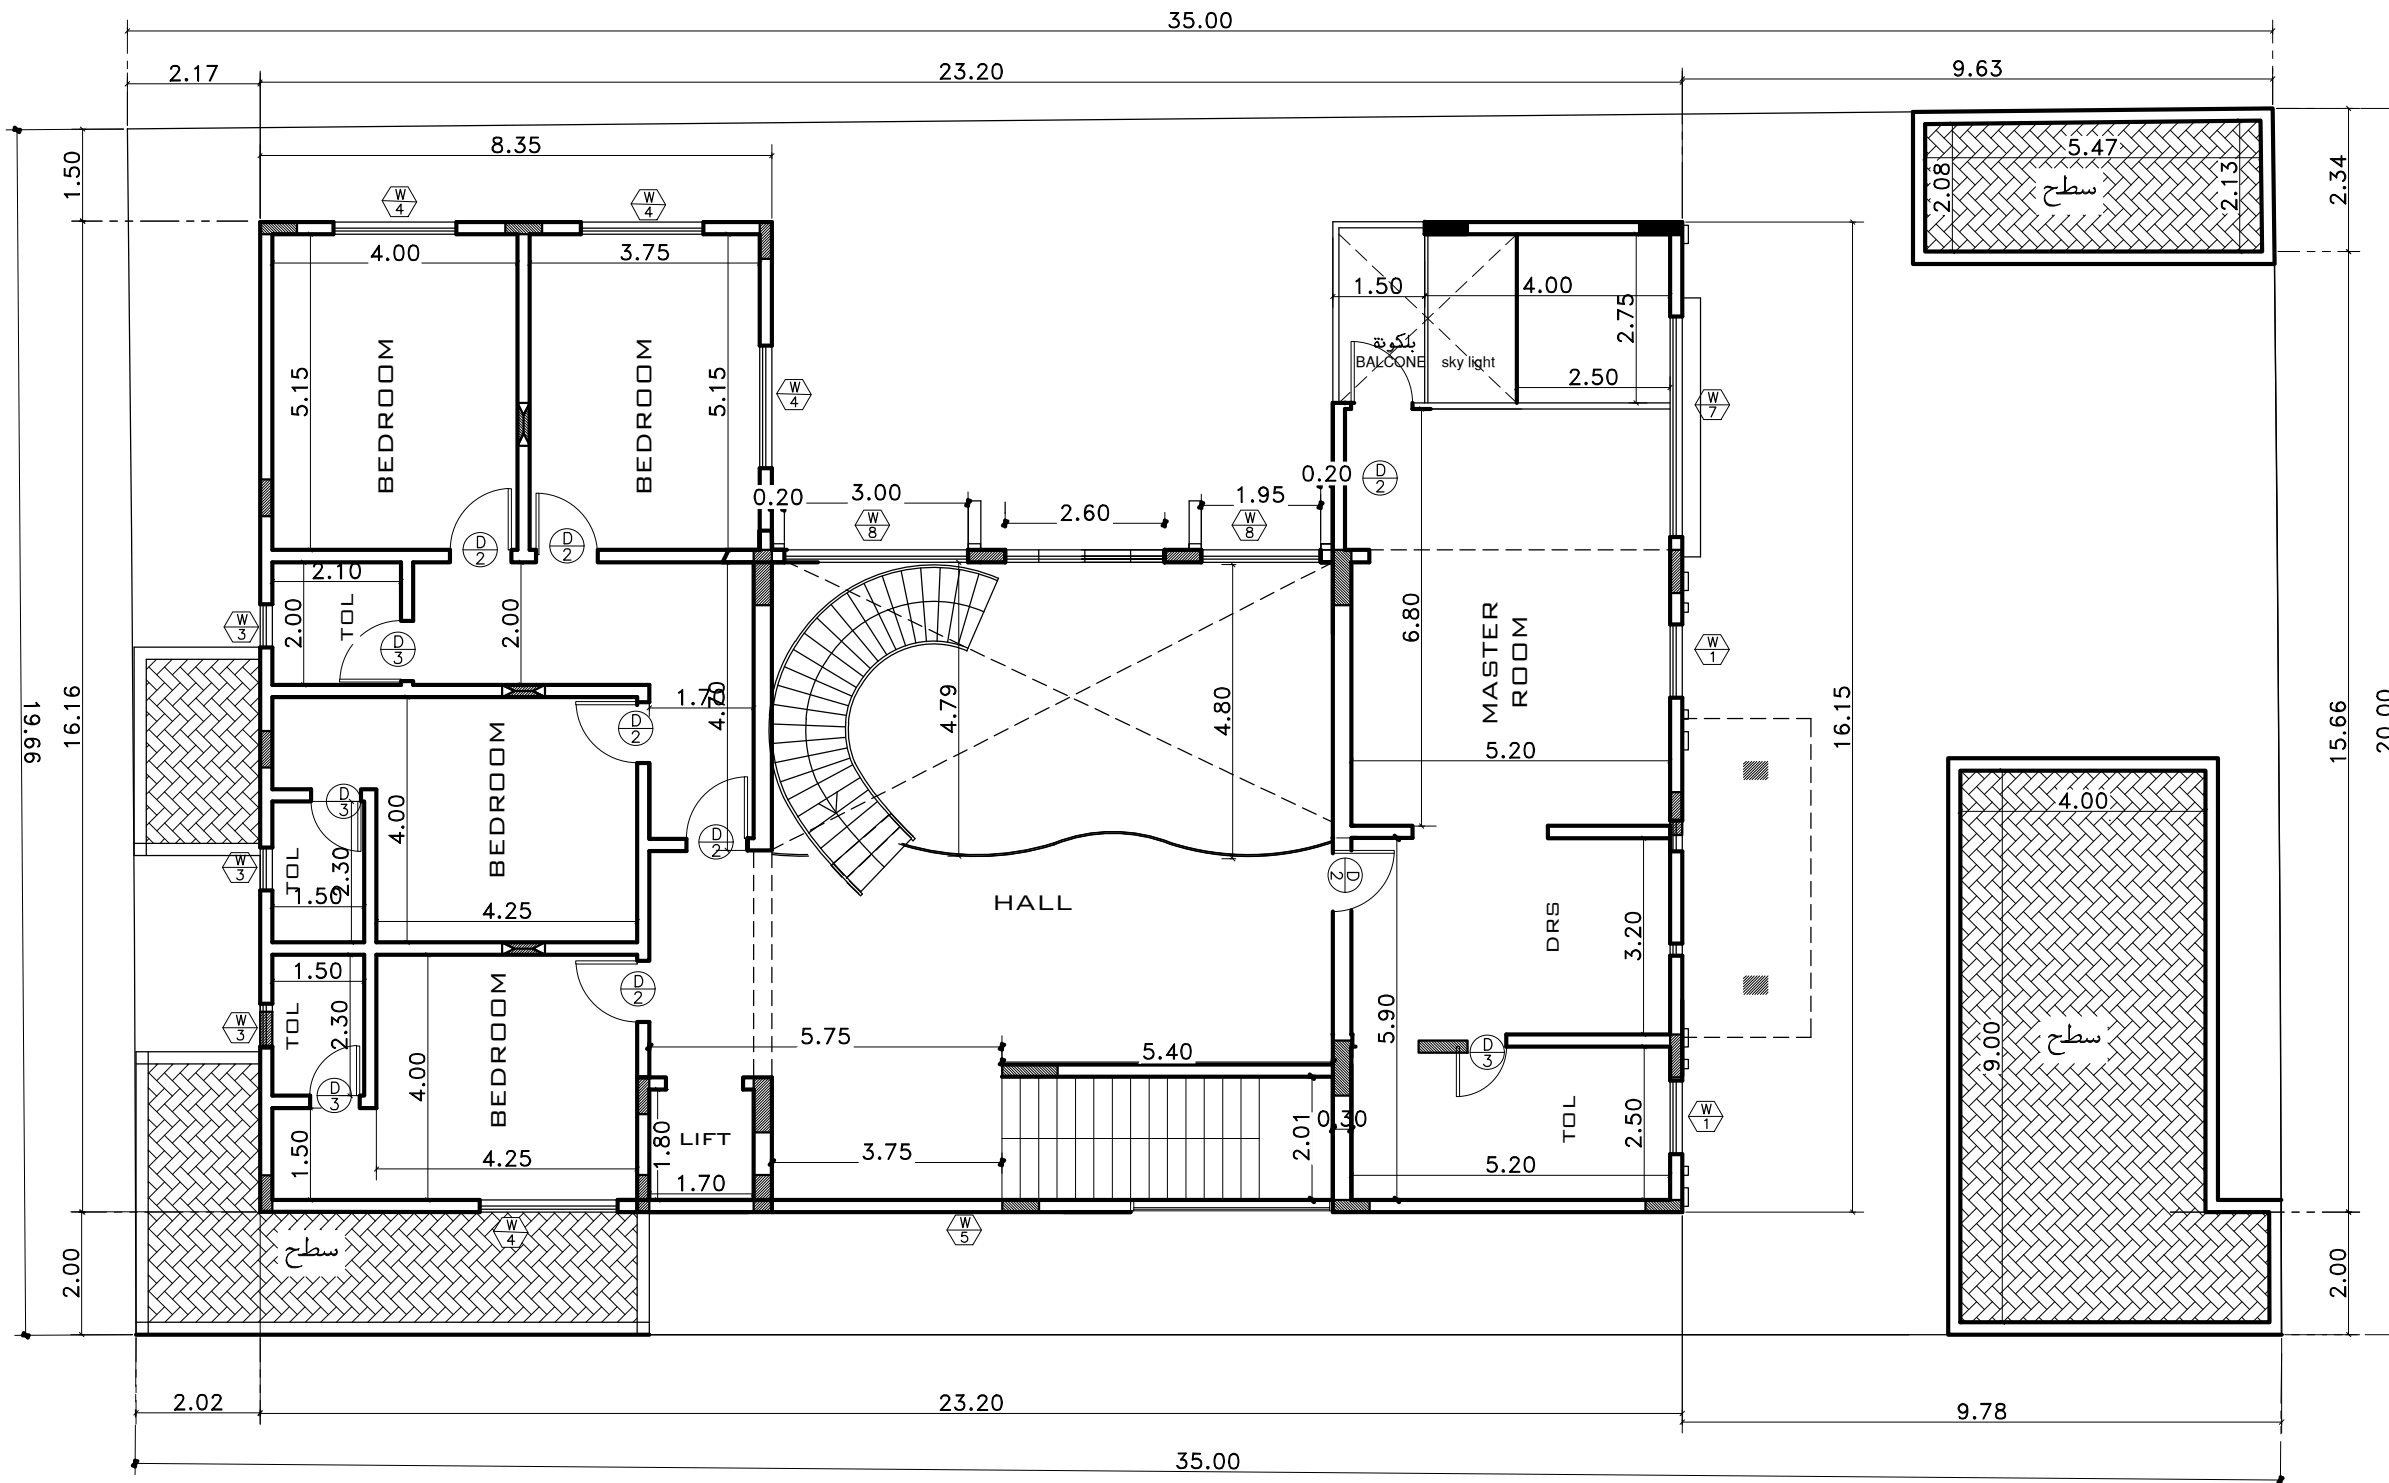 35.00
2.17
23.20
9.63
8.35
1.50
W
4
W
4
5.47
2.08
سطح
2.13
2.34
4.00
3.75
1.50
4.00
2.75
بلكونة
BALCONE
sky light
2.50
5.15
BEDROOM
BEDROOM
5.15
W
4
W
7
0.20
3.00
W
8
2.60
1.95
W
8
0.20
D
2
D
2
D
2
2.10
2.00
TOL
W
3
D
3
2.00
6.80
MASTER
ROOM
W
1
1.70
4.70
4.79
4.80
16.15
15.66
20.00
19.66
16.16
D
2
BEDROOM
5.20
4.00
D
3
4.00
D
2
W
3
TOL
2.30
1.50
4.25
HALL
D
2
DRS
3.20
1.50
D
2
W
3
TOL
2.30
BEDROOM
5.75
5.40
5.90
D
3
9.00
سطح
4.00
D
3
1.50
4.25
1.80
LIFT
1.70
3.75
2.01
0.30
TOL
2.50
W
1
5.20
W
4
W
5
سطح
2.00
2.00
2.02
23.20
9.78
35.00